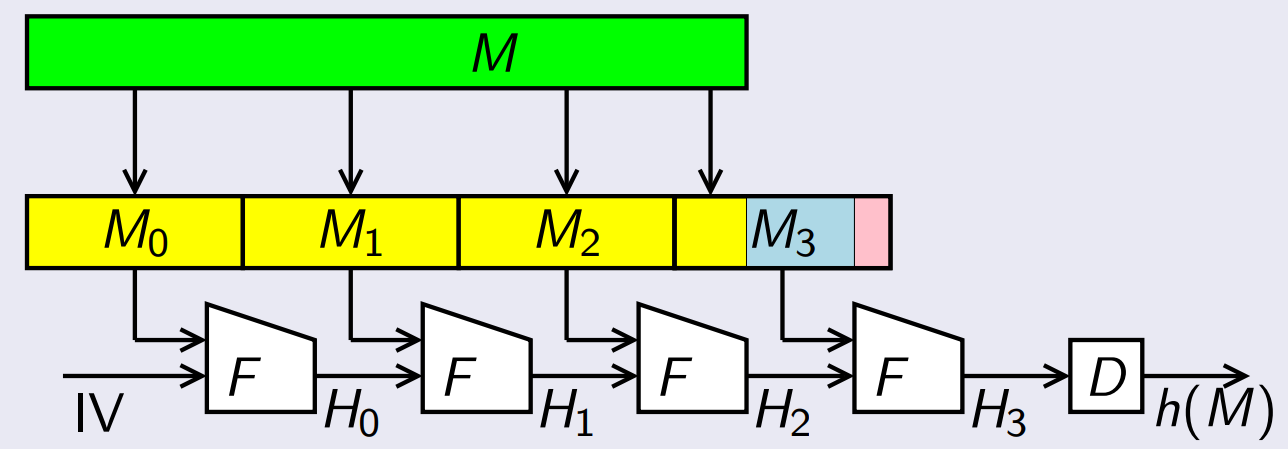 M
M₀ M₁ M₂ M₃
F F F F D
IV H₀ H₁ H₂ H₃ h(M)